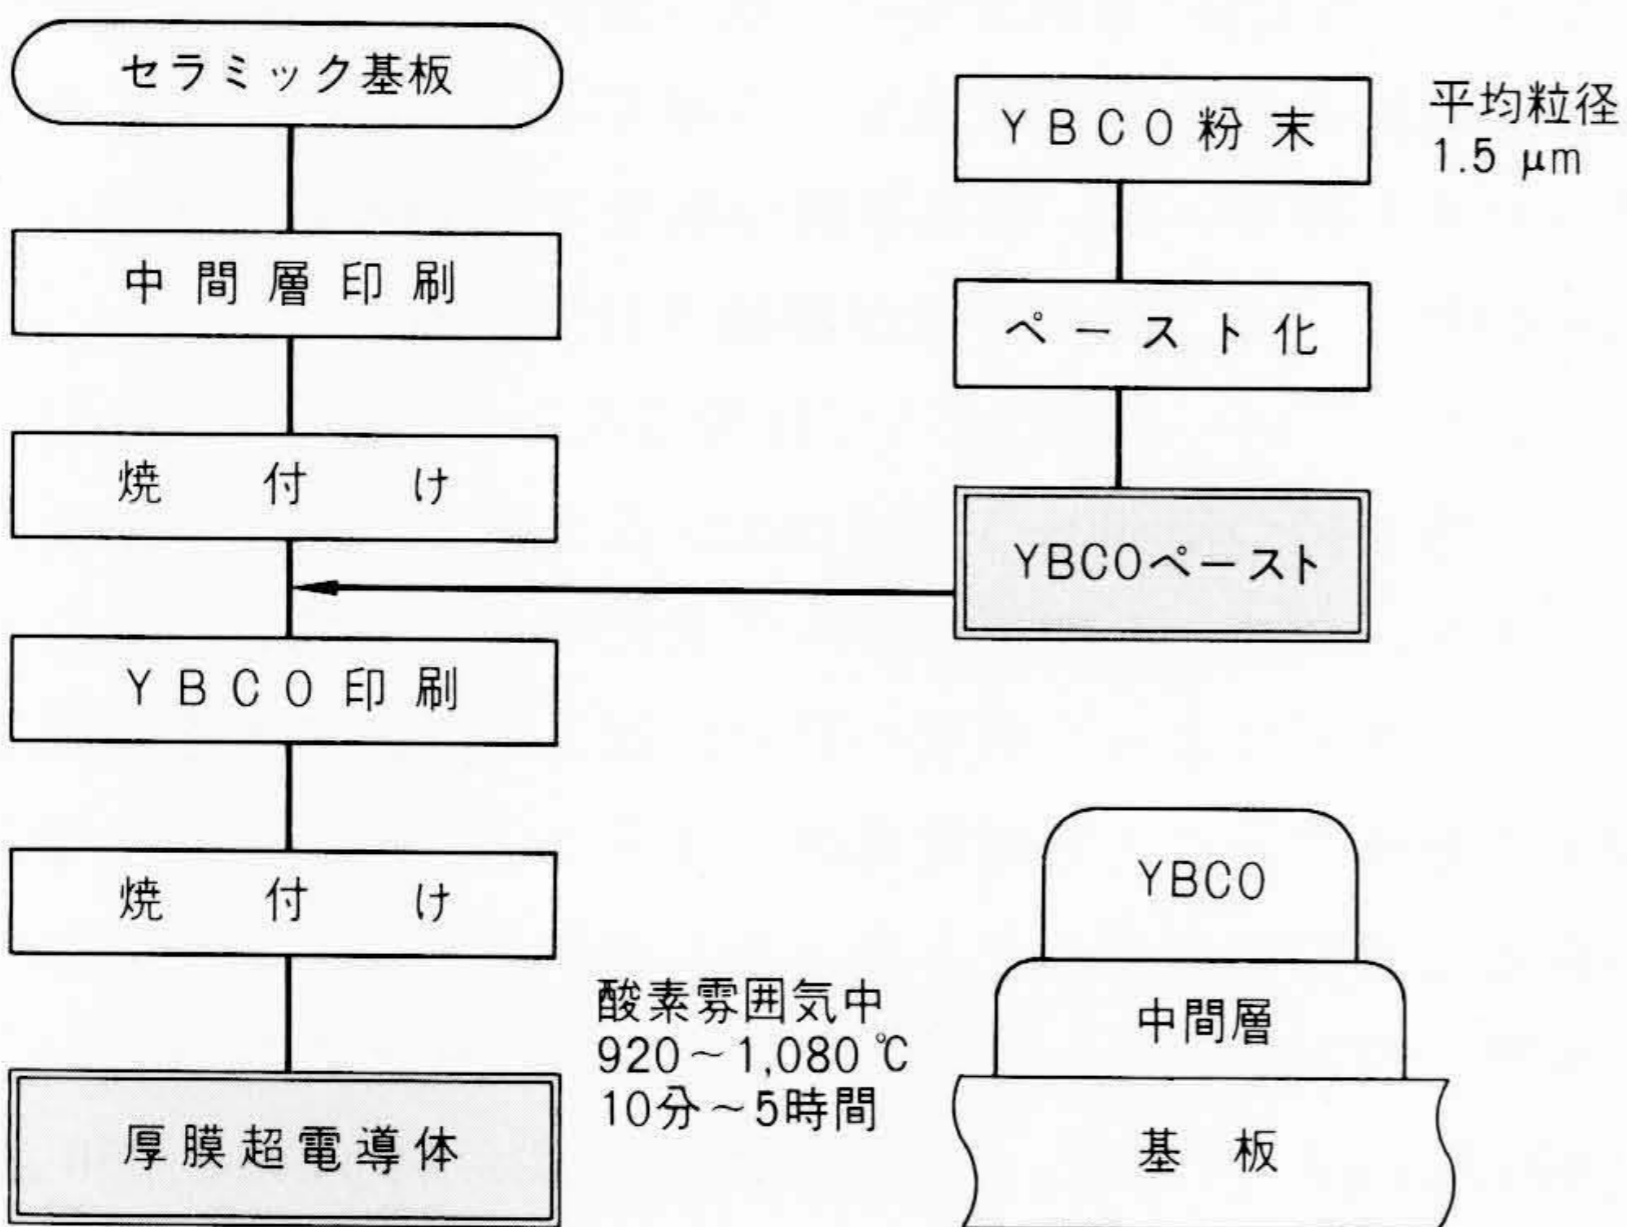 セラミック基板
中間層印刷
焼付け
YBCO印刷
焼付け
酸素雰囲気中
920～1,080℃
10分～5時間
厚膜超電導体
YBCO粉末
平均粒径
1.5 μm
ペースト化
YBCOペースト
YBCO
中間層
基板